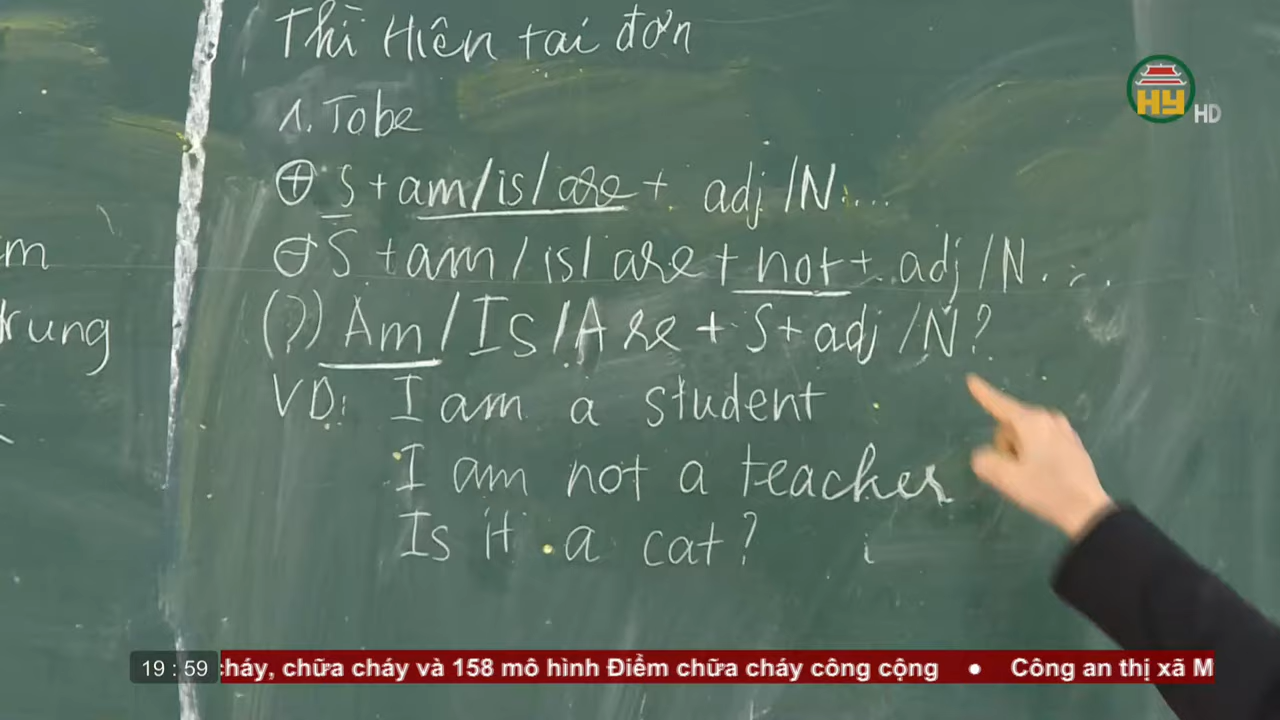 Thì Hiện tại đơn
1. Tobe
HY HD
⊕ S + am/is/are + adj/N...
⊖ S + am/is/are + not + adj/N...
(?) Am/Is/Are + S + adj/N?
VD: I am a student
I am not a teacher
Is it a cat?
m
trung
19 : 59
cháy, chữa cháy và 158 mô hình Điểm chữa cháy công cộng ● Công an thị xã M